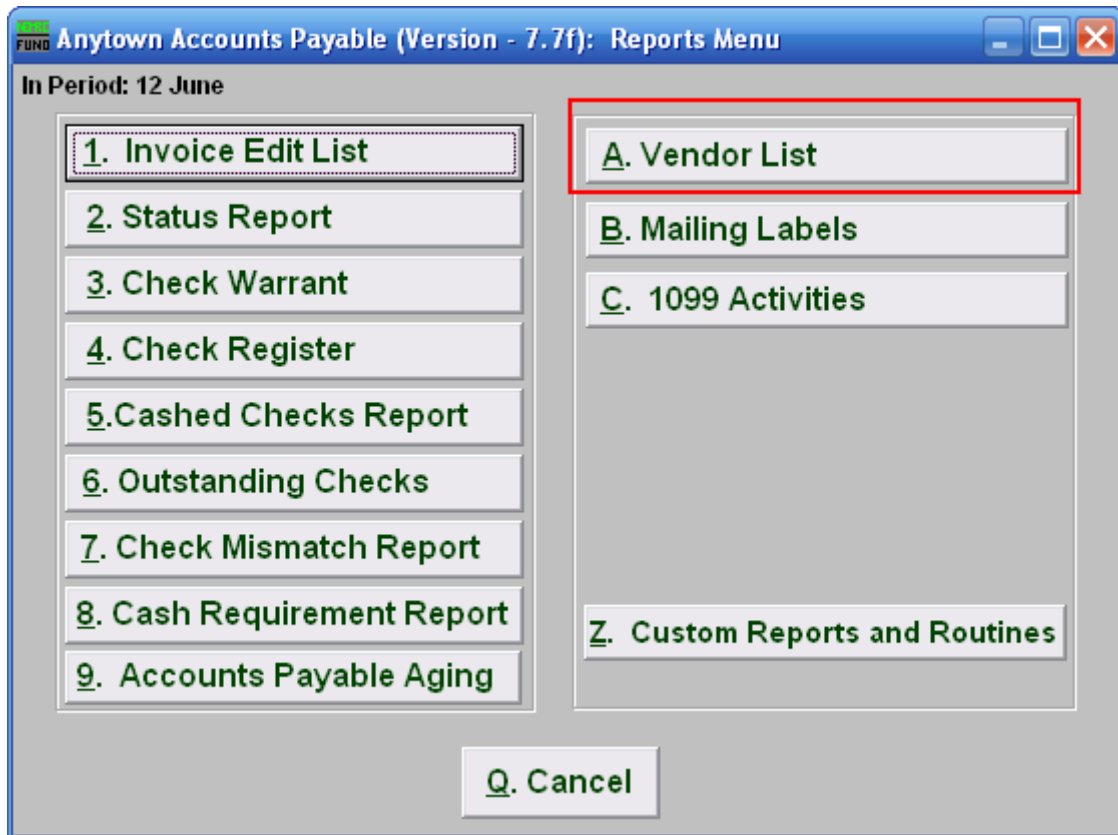 NEMRC
FUND Anytown Accounts Payable (Version - 7.7f): Reports Menu
In Period: 12 June
1. Invoice Edit List
2. Status Report
3. Check Warrant
4. Check Register
5.Cashed Checks Report
6. Outstanding Checks
7. Check Mismatch Report
8. Cash Requirement Report
9. Accounts Payable Aging
A. Vendor List
B. Mailing Labels
C. 1099 Activities
Z. Custom Reports and Routines
Q. Cancel